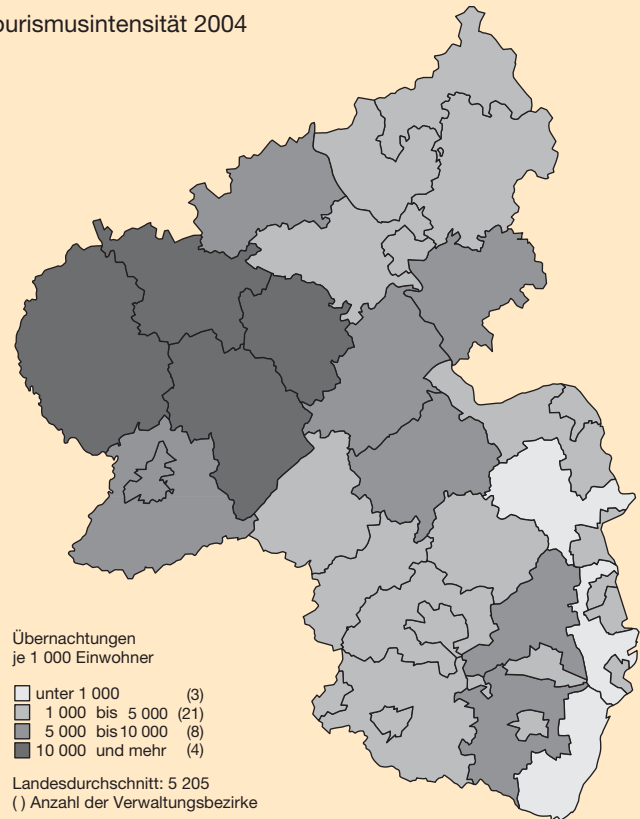 ourismusintensität 2004
Übernachtungen
je 1 000 Einwohner
unter 1 000 (3)
1 000 bis 5 000 (21)
5 000 bis 10 000 (8)
10 000 und mehr (4)
Landesdurchschnitt: 5 205
( ) Anzahl der Verwaltungsbezirke